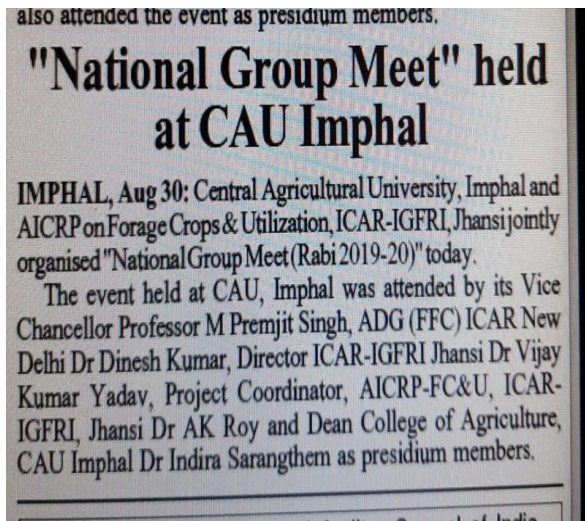 also attended the event as presidium members.
"National Group Meet" held
at CAU Imphal
IMPHAL, Aug 30: Central Agricultural University, Imphal and
AICRP on Forage Crops & Utilization, ICAR-IGFRI, Jhansi jointly
organised "National Group Meet (Rabi 2019-20)" today.
The event held at CAU, Imphal was attended by its Vice
Chancellor Professor M Premjit Singh, ADG (FFC) ICAR New
Delhi Dr Dinesh Kumar, Director ICAR-IGFRI Jhansi Dr Vijay
Kumar Yadav, Project Coordinator, AICRP-FC&U, ICAR-
IGFRI, Jhansi Dr AK Roy and Dean College of Agriculture,
CAU Imphal Dr Indira Sarangthem as presidium members.